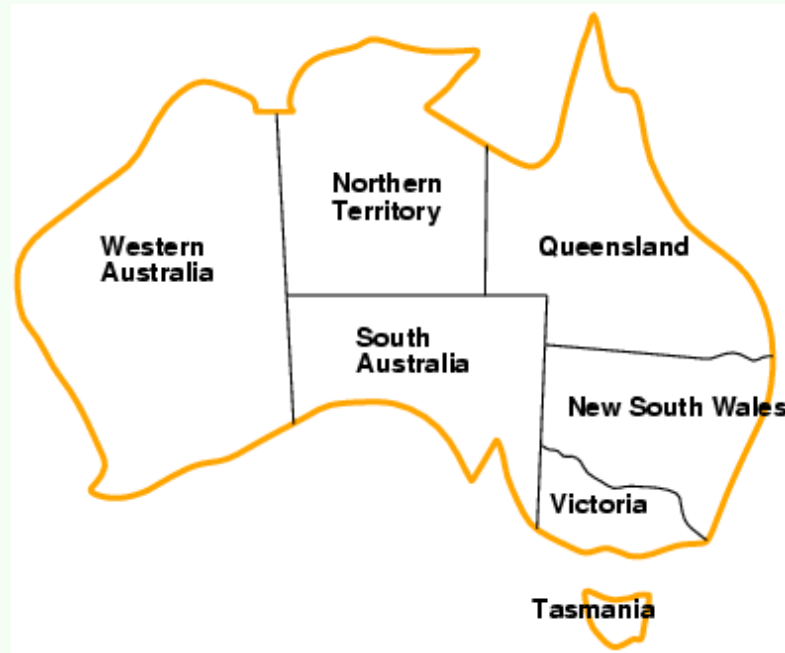 Northern
Territory
Western
Australia
Queensland
South
Australia
New South Wales
Victoria
Tasmania